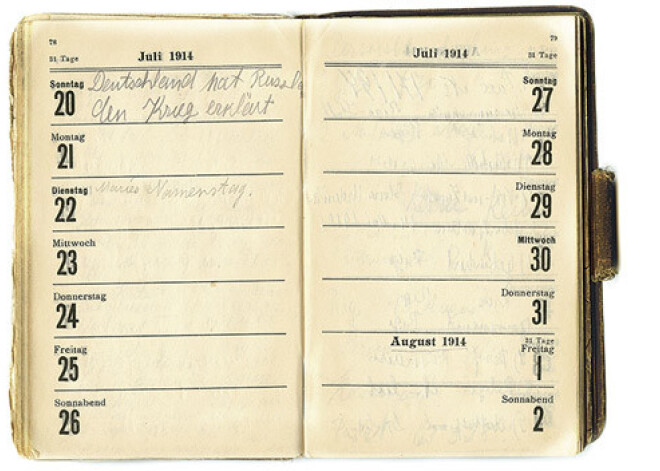 78
31 Tage Juli 1914
Sonntag Deutschland hat Russla
20 den Krieg erklärt
Montag
21
Dienstag Maries Namenstag.
22
Mittwoch
23
Donnerstag
24
Freitag
25
Sonnabend
26
79
Juli 1914 31 Tage
Sonntag
27
Montag
28
Dienstag
29
Mittwoch
30
Donnerstag
31
August 1914 31 Tage
Freitag
1
Sonnabend
2